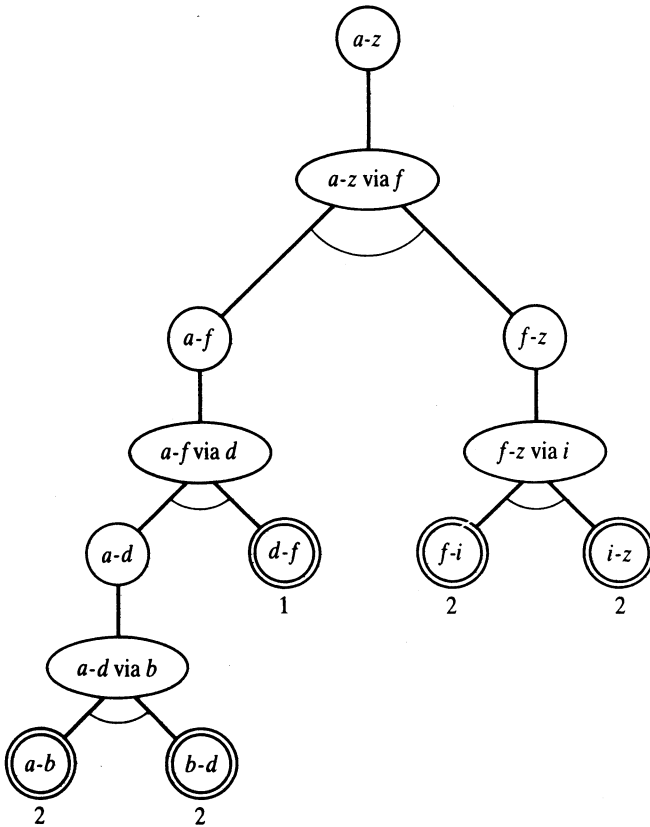 a-z
a-z via f
a-f
f-z
a-f via d
f-z via i
a-d
d-f
f-i
i-z
1
2
2
a-d via b
a-b
b-d
2
2